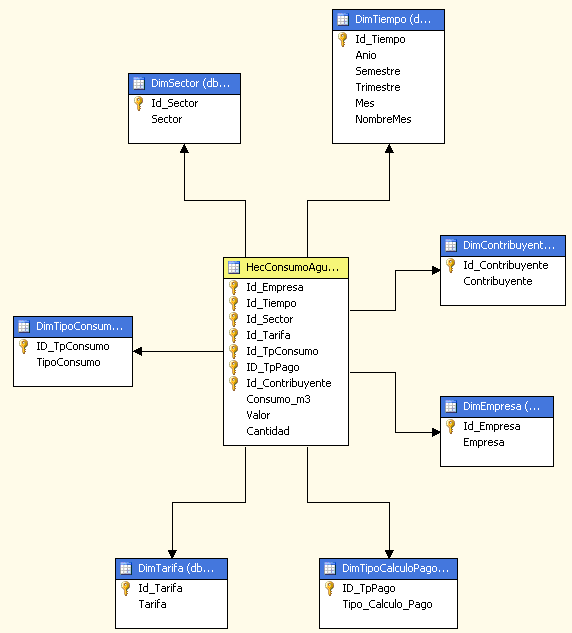 DimTiempo (d...
Id_Tiempo
Anio
Semestre
Trimestre
Mes
NombreMes
DimSector (db...
Id_Sector
Sector
DimContribuyent...
Id_Contribuyente
Contribuyente
HecConsumoAgu...
Id_Empresa
Id_Tiempo
Id_Sector
Id_Tarifa
Id_TpConsumo
ID_TpPago
Id_Contribuyente
Consumo_m3
Valor
Cantidad
DimTipoConsum...
ID_TpConsumo
TipoConsumo
DimEmpresa (...
Id_Empresa
Empresa
DimTarifa (db...
Id_Tarifa
Tarifa
DimTipoCalculoPago...
ID_TpPago
Tipo_Calculo_Pago